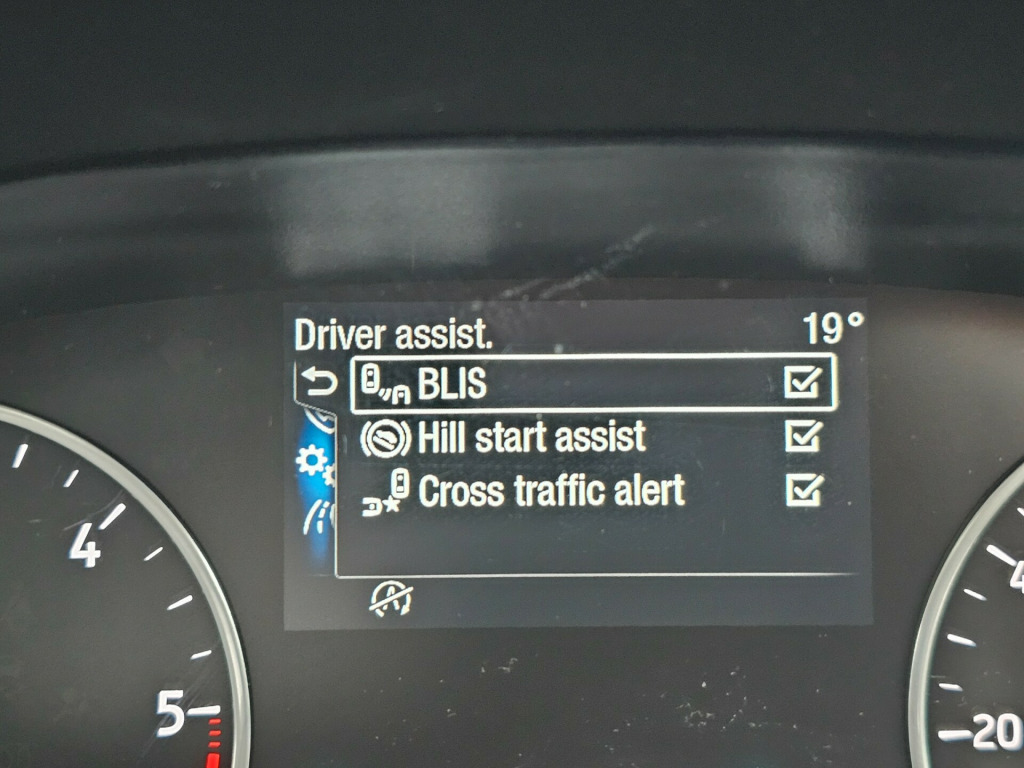 Driver assist. 19°
BLIS
Hill start assist
Cross traffic alert
4
5
20